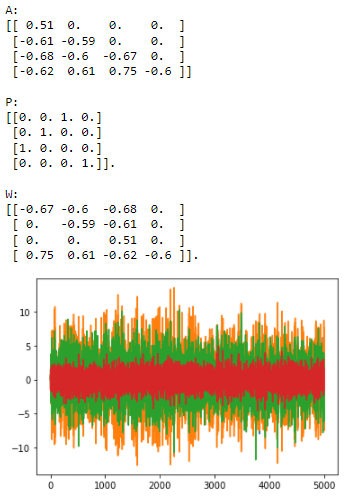 A:
[[ 0.51 0. 0. 0. ]
[-0.61 -0.59 0. 0. ]
[-0.68 -0.6 -0.67 0. ]
[-0.62 0.61 0.75 -0.6 ]]
P:
[[0. 0. 1. 0.]
[0. 1. 0. 0.]
[1. 0. 0. 0.]
[0. 0. 0. 1.]].
W:
[[-0.67 -0.6 -0.68 0. ]
[ 0. -0.59 -0.61 0. ]
[ 0. 0. 0.51 0. ]
[ 0.75 0.61 -0.62 -0.6 ]].
10
5
0
−5
−10
0 1000 2000 3000 4000 5000